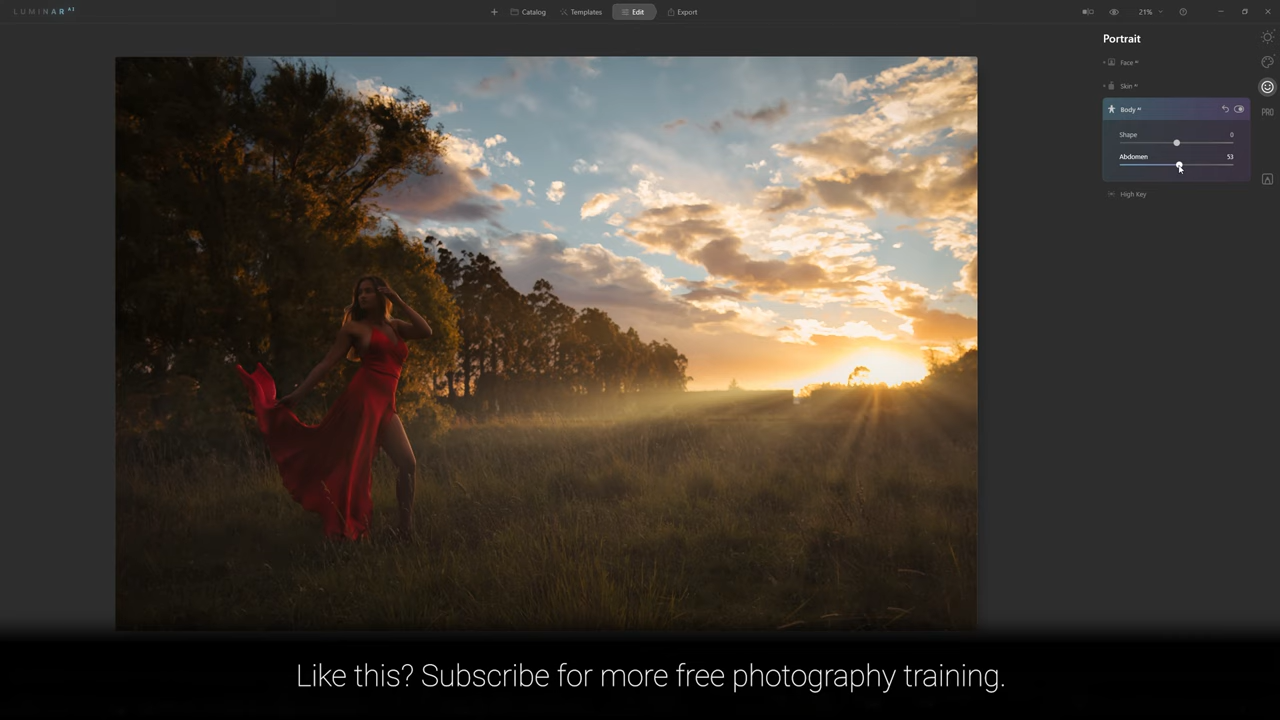 LUMINAR AI
Catalog
Templates
Edit
Export
21%
Portrait
Face AI
Skin AI
Body AI
Shape 0
Abdomen 53
High Key
PRO
Like this? Subscribe for more free photography training.